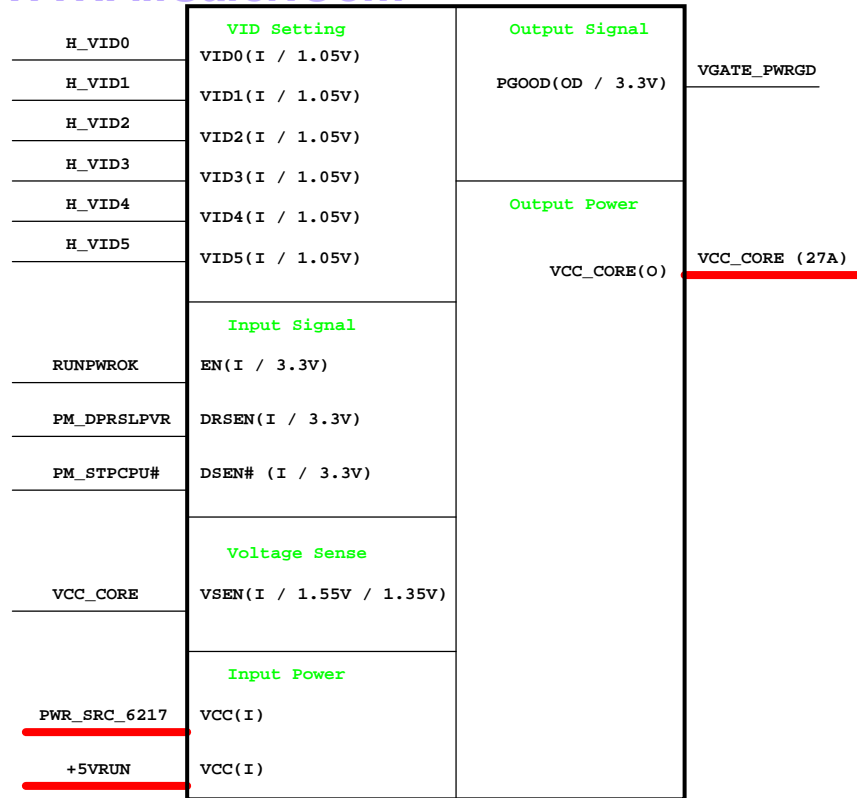 VID Setting
H_VID0
VID0(I / 1.05V)
H_VID1
VID1(I / 1.05V)
H_VID2
VID2(I / 1.05V)
H_VID3
VID3(I / 1.05V)
H_VID4
VID4(I / 1.05V)
H_VID5
VID5(I / 1.05V)
Input Signal
RUNPWROK
EN(I / 3.3V)
PM_DPRSLPVR
DRSEN(I / 3.3V)
PM_STPCPU#
DSEN# (I / 3.3V)
Voltage Sense
VCC_CORE
VSEN(I / 1.55V / 1.35V)
Input Power
PWR_SRC_6217
VCC(I)
+5VRUN
VCC(I)
Output Signal
PGOOD(OD / 3.3V)
VGATE_PWRGD
Output Power
VCC_CORE(O)
VCC_CORE (27A)